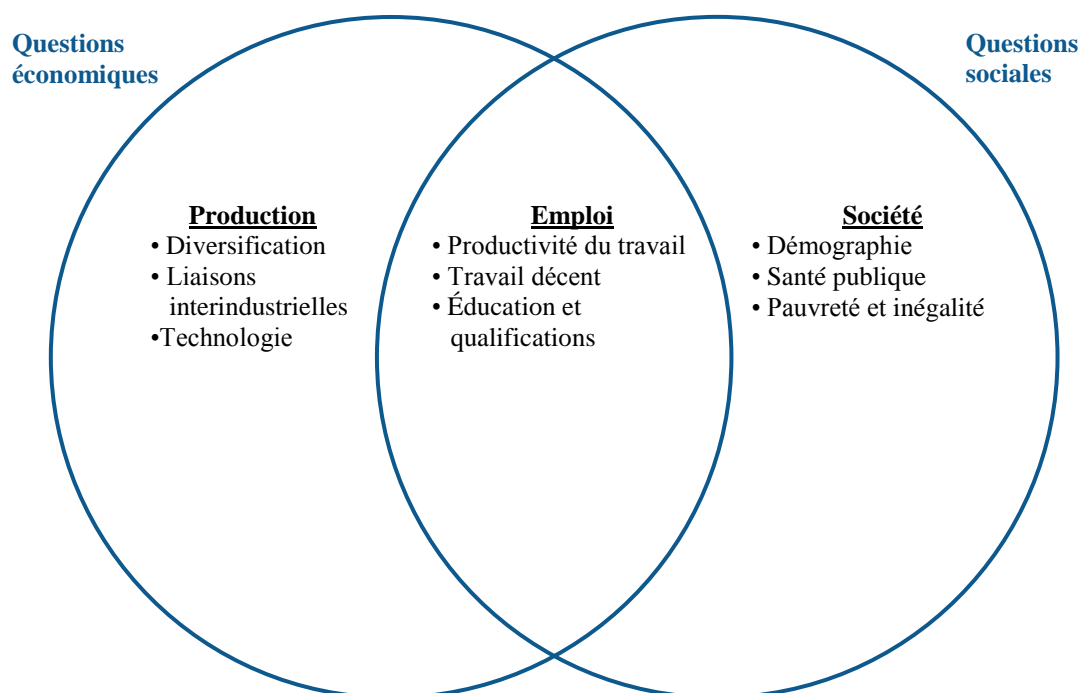 Questions
économiques
Questions
sociales
Production
• Diversification
• Liaisons
interindustrielles
•Technologie
Emploi
• Productivité du travail
• Travail décent
• Éducation et
qualifications
Société
• Démographie
• Santé publique
• Pauvreté et inégalité